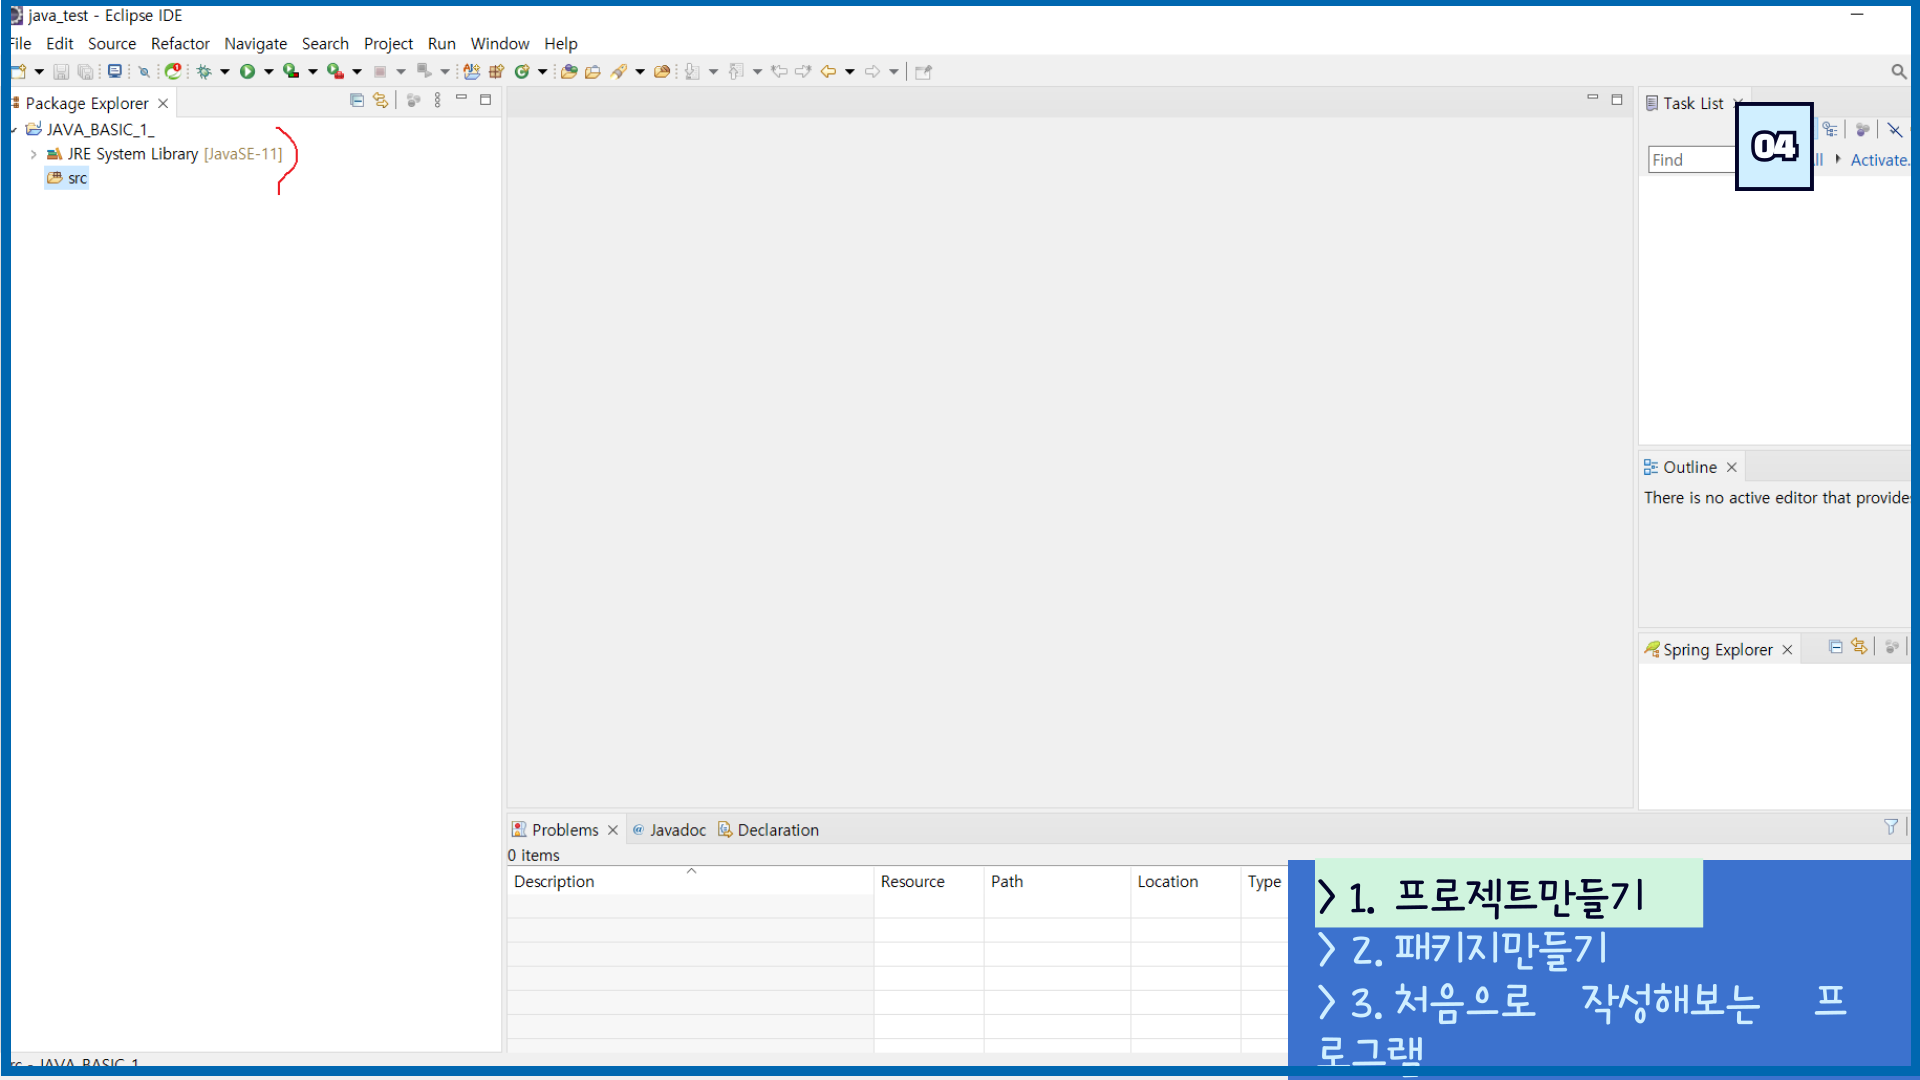 java_test - Eclipse IDE
File Edit Source Refactor Navigate Search Project Run Window Help
Package Explorer
JAVA_BASIC_1_
JRE System Library [JavaSE-11]
src
Task List
04
Find
Activate.
Outline
There is no active editor that provide
Spring Explorer
Problems Javadoc Declaration
0 items
Description Resource Path Location Type
> 1. 프로젝트만들기
> 2. 패키지만들기
> 3. 처음으로 작성해보는 프
로그램
- JAVA_BASIC_1_